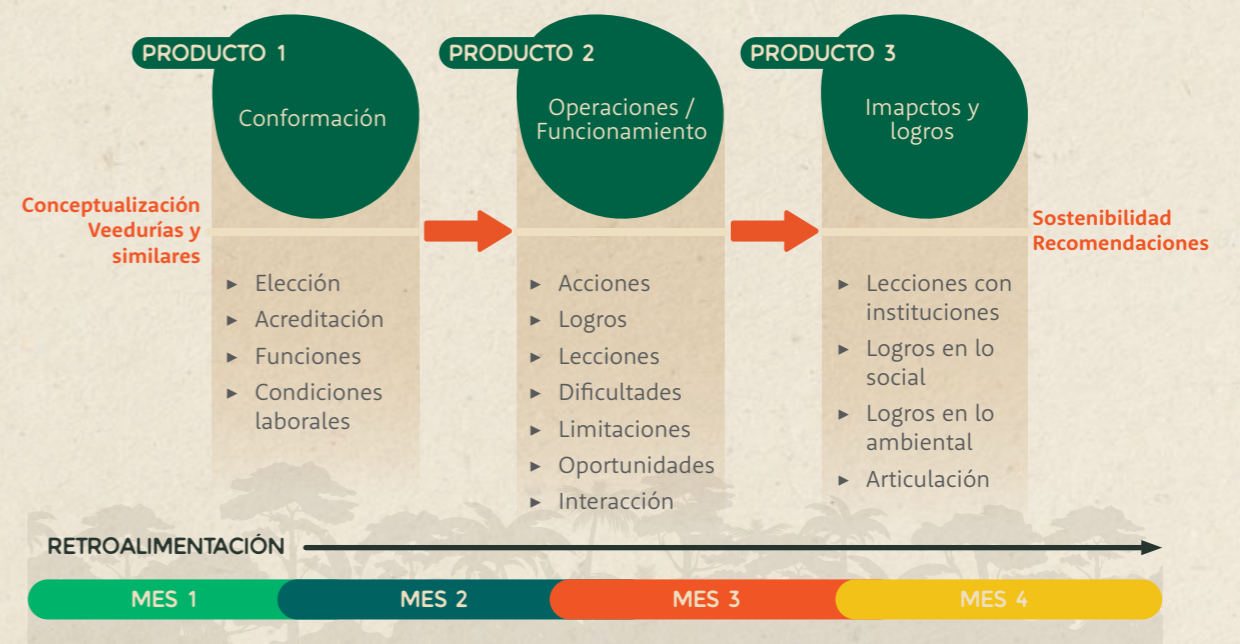 PRODUCTO 1
Conformación
PRODUCTO 2
Operaciones /
Funcionamiento
PRODUCTO 3
Imapctos y
logros
Conceptualización
Veedurías y
similares
► Elección
► Acreditación
► Funciones
► Condiciones
laborales
► Acciones
► Logros
► Lecciones
► Dificultades
► Limitaciones
► Oportunidades
► Interacción
► Lecciones con
instituciones
► Logros en lo
social
► Logros en lo
ambiental
► Articulación
Sostenibilidad
Recomendaciones
RETROALIMENTACIÓN
MES 1
MES 2
MES 3
MES 4